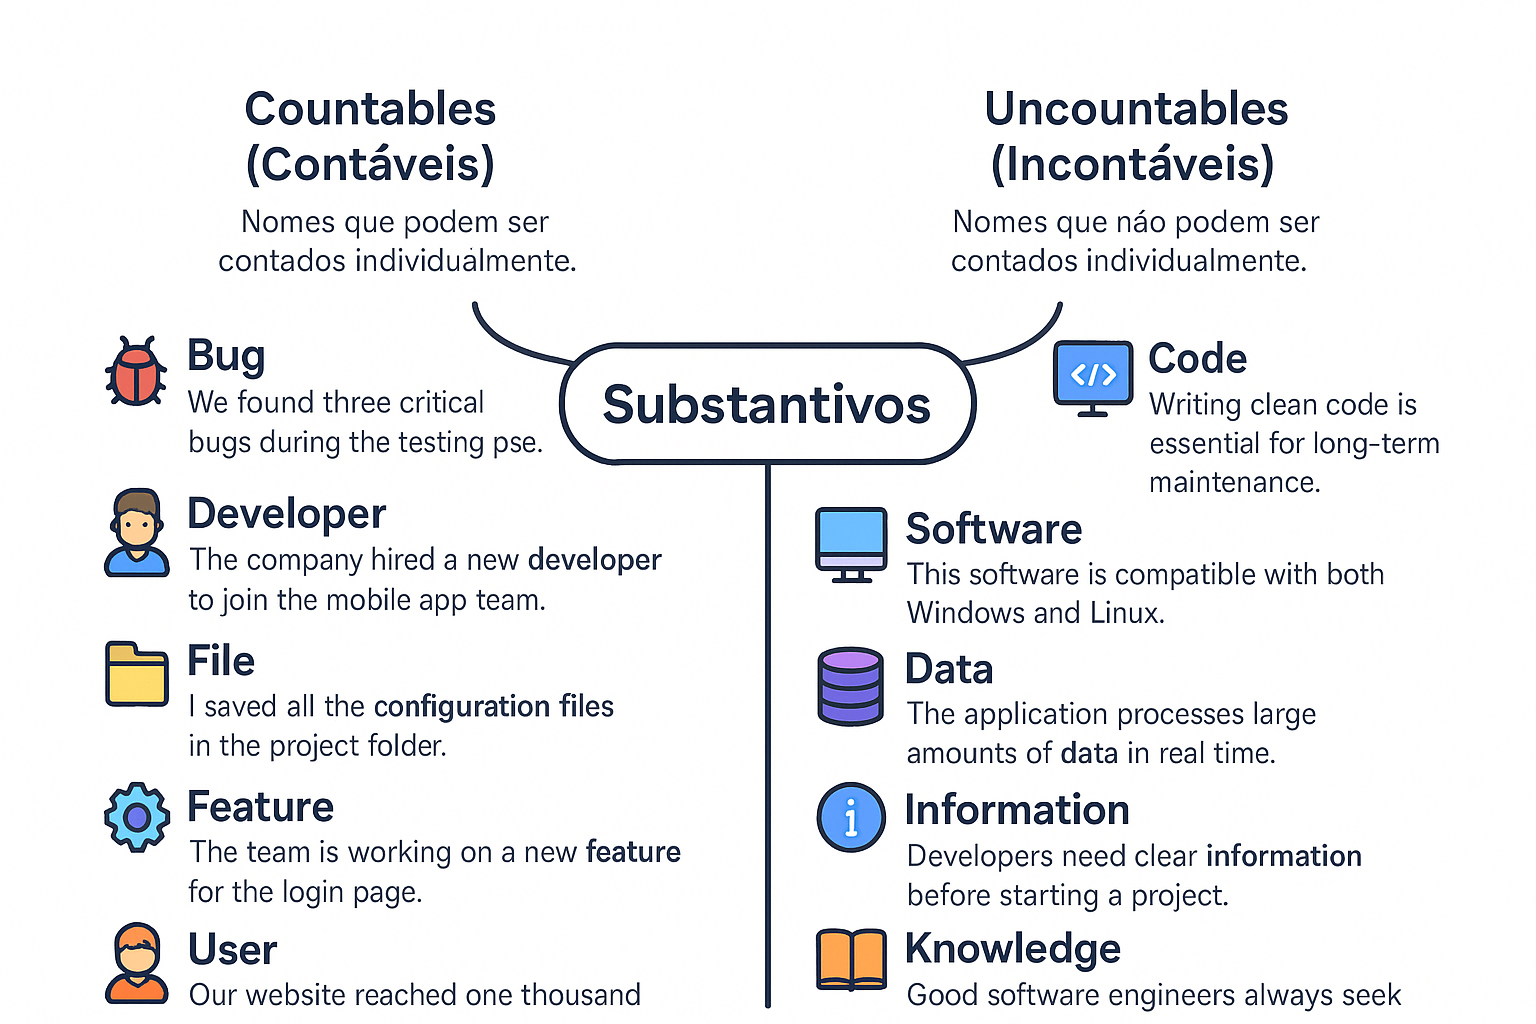 Countables
(Contáveis)
Nomes que podem ser
contados individuálmente.
Uncountables
(Incontáveis)
Nomes que náo podem ser
contados individualmente.
Substantivos
Bug
We found three critical
bugs during the testing pse.
Developer
The company hired a new developer
to join the mobile app team.
File
I saved all the configuration files
in the project folder.
Feature
The team is working on a new feature
for the login page.
User
Our website reached one thousand
Code
</>
Writing clean code is
essential for long-term
maintenance.
Software
This software is compatible with both
Windows and Linux.
Data
The application processes large
amounts of data in real time.
i
Information
Developers need clear information
before starting a project.
Knowledge
Good software engineers always seek